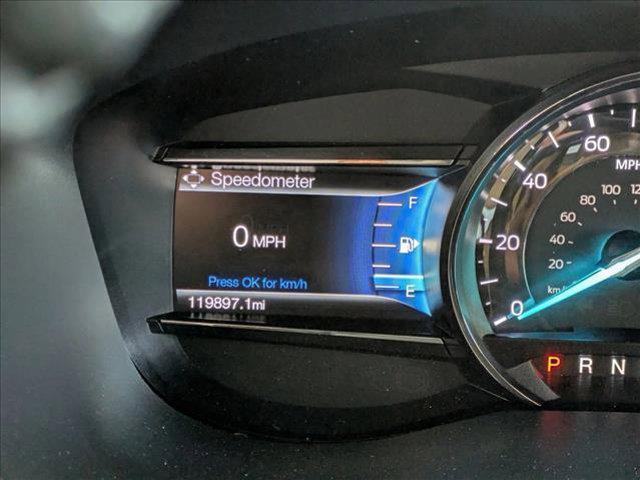 Speedometer
F
0 MPH
E
Press OK for km/h
119897.1mi
60
MPH
40
100
80
60
20
40
20
km/
0
P R N